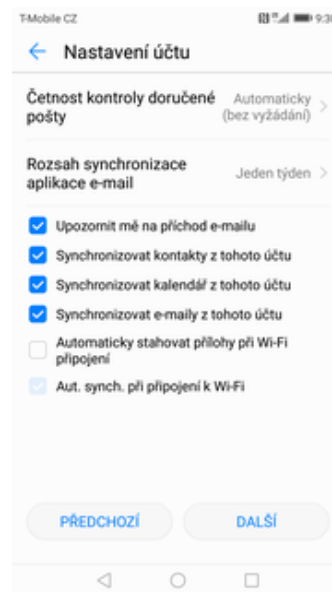 T-Mobile CZ 9:30
Nastavení účtu
Četnost kontroly doručené Automaticky
pošty (bez vyžádání)
Rozsah synchronizace Jeden týden
aplikace e-mail
Upozornit mě na příchod e-mailu
Synchronizovat kontakty z tohoto účtu
Synchronizovat kalendář z tohoto účtu
Synchronizovat e-maily z tohoto účtu
Automaticky stahovat přílohy při Wi-Fi
připojení
Aut. synch. při připojení k Wi-Fi
PŘEDCHOZÍ DALŠÍ